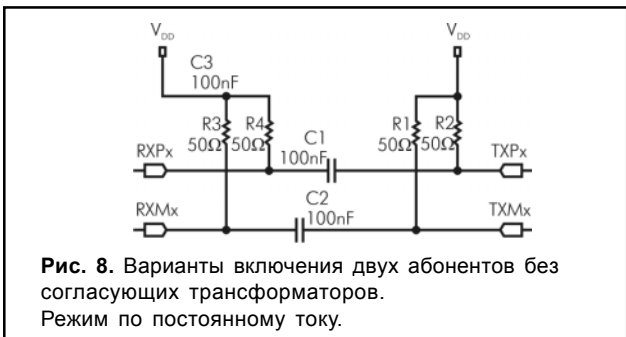 V_DD V_DD
C3
100nF
R3 R4 C1 R1 R2
RXPx 50Ω 50Ω 100nF 50Ω 50Ω TXPx
C2
RXMx 100nF TXMx
Рис. 8. Варианты включения двух абонентов без
согласующих трансформаторов.
Режим по постоянному току.